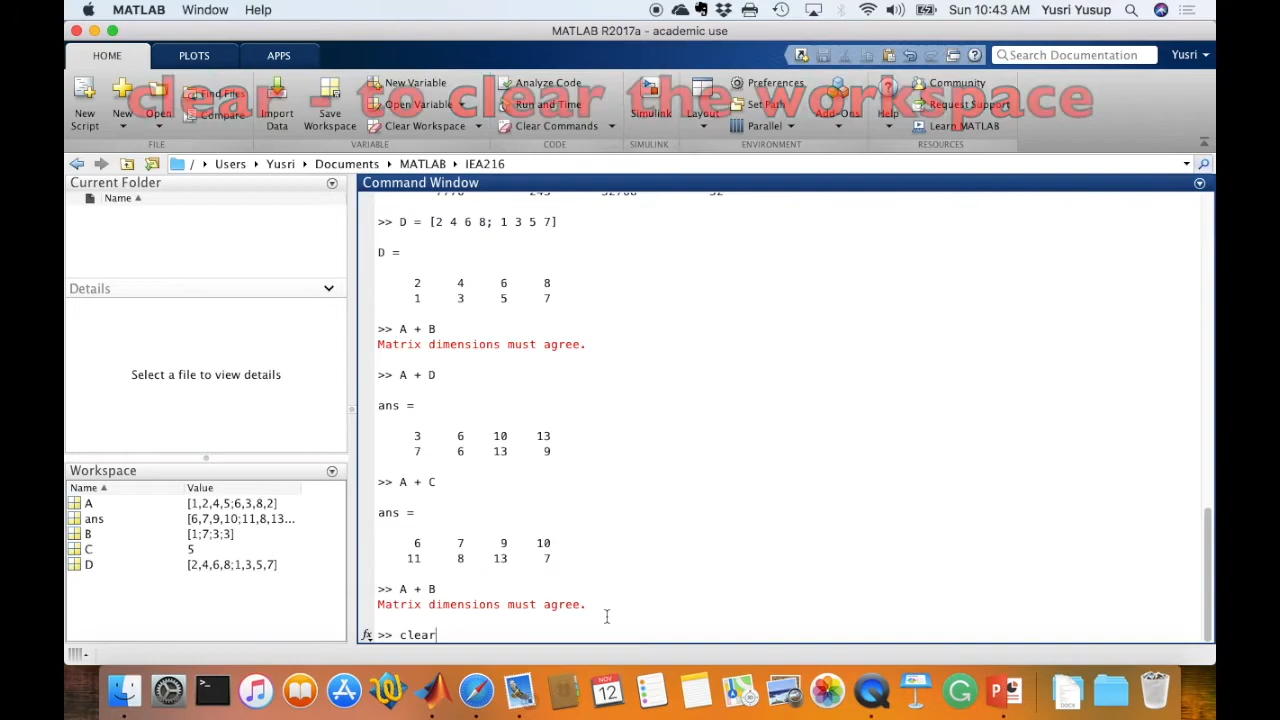 MATLAB Window Help Sun 10:43 AM Yusri Yusup
MATLAB R2017a - academic use
HOME PLOTS APPS Search Documentation Yusri
clear - to clear the workspace
New Script
New
Open
Find Files
Compare
Import Data
Save Workspace
New Variable
Open Variable
Clear Workspace
Analyze Code
Run and Time
Clear Commands
Simulink
Layout
Preferences
Set Path
Parallel
Add-Ons
Help
Community
Request Support
Learn MATLAB
FILE VARIABLE CODE SIMULINK ENVIRONMENT RESOURCES
/ Users Yusri Documents MATLAB IEA216
Current Folder
Name
Details
Select a file to view details
Workspace
Name Value
A [1,2,4,5;6,3,8,2]
ans [6,7,9,10;11,8,13...
B [1;7;3;3]
C 5
D [2,4,6,8;1,3,5,7]
Command Window
>> D = [2 4 6 8; 1 3 5 7]
D =
2 4 6 8
1 3 5 7
>> A + B
Matrix dimensions must agree.
>> A + D
ans =
3 6 10 13
7 6 13 9
>> A + C
ans =
6 7 9 10
11 8 13 7
>> A + B
Matrix dimensions must agree.
fx >> clear
NOV
12
DOCX